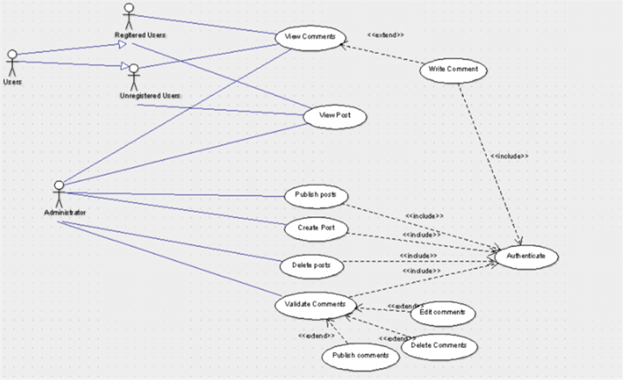 Regitered Users:
View Comments
<<extend>>
Users
Write Comment
Unregistered Users:
View Post
<<include>>
Administrator
Publish posts
<<include>>
Create Post
<<include>>
Authenticate
Delete posts
<<include>>
<<include>>
Validate Comments
<<extend>>
Edit comments
<<extend>>
<<extend>>
Delete Comments
Publish comments